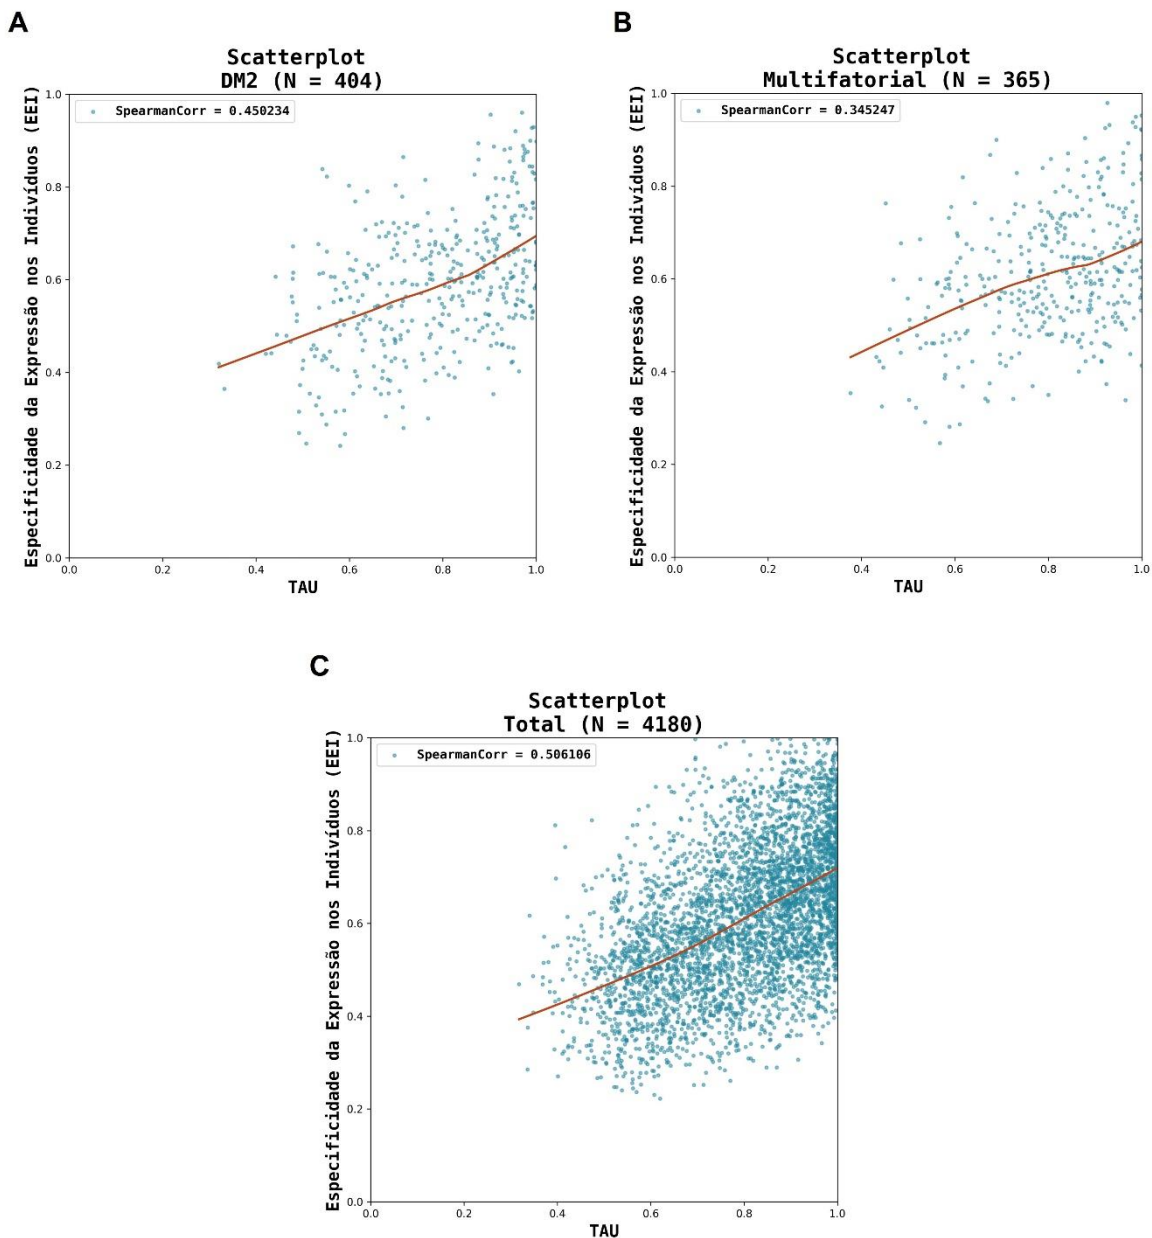 A
Scatterplot
DM2 (N = 404)
SpearmanCorr = 0.450234
Especificidade da Expressão nos Indivíduos (EEI)
1.0
0.8
0.6
0.4
0.2
0.0
0.0 0.2 0.4 0.6 0.8 1.0
TAU
B
Scatterplot
Multifatorial (N = 365)
SpearmanCorr = 0.345247
Especificidade da Expressão nos Indivíduos (EEI)
1.0
0.8
0.6
0.4
0.2
0.0
0.0 0.2 0.4 0.6 0.8 1.0
TAU
C
Scatterplot
Total (N = 4180)
SpearmanCorr = 0.506106
Especificidade da Expressão nos Indivíduos (EEI)
1.0
0.8
0.6
0.4
0.2
0.0
0.0 0.2 0.4 0.6 0.8 1.0
TAU